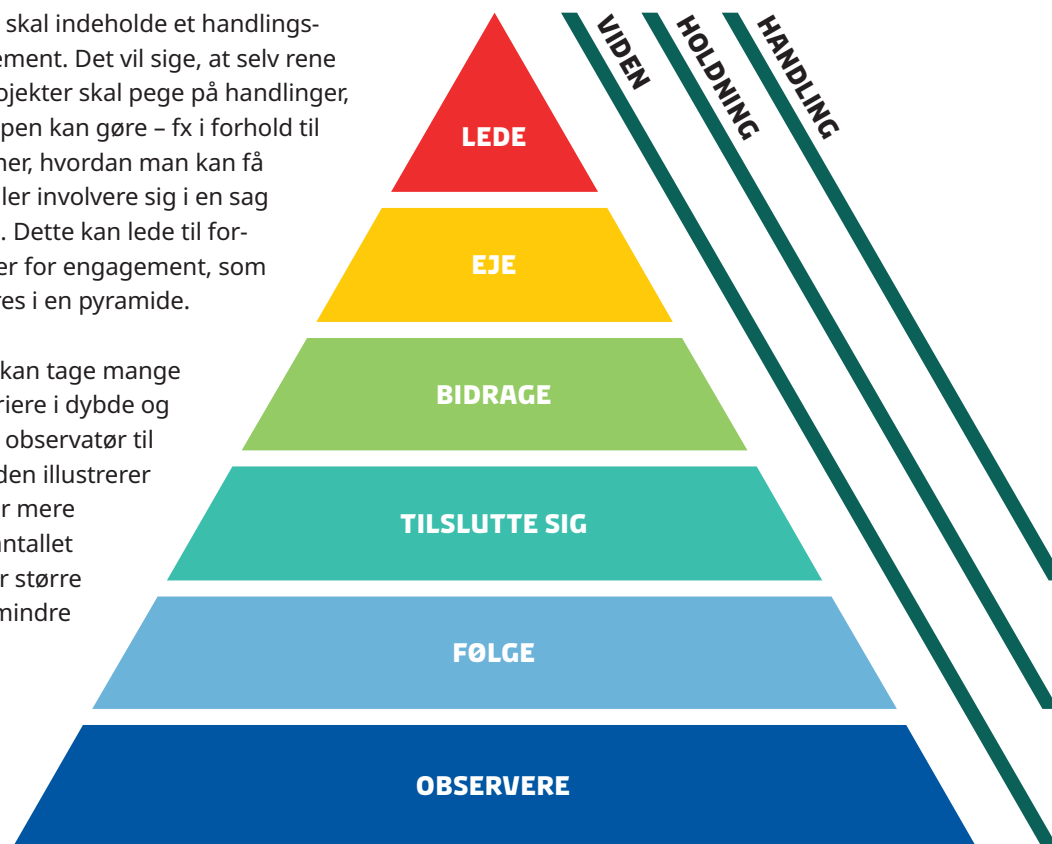 skal indeholde et handlings-
ement. Det vil sige, at selv rene
ojekter skal pege på handlinger,
pen kan gøre – fx i forhold til
ner, hvordan man kan få
ler involvere sig i en sag
. Dette kan lede til for-
er for engagement, som
res i en pyramide.
kan tage mange
riere i dybde og
observatør til
den illustrerer
r mere
antallet
r større
mindre
VIDEN
HOLDNING
HANDLING
LEDE
EJE
BIDRAGE
TILSLUTTE SIG
FØLGE
OBSERVERE